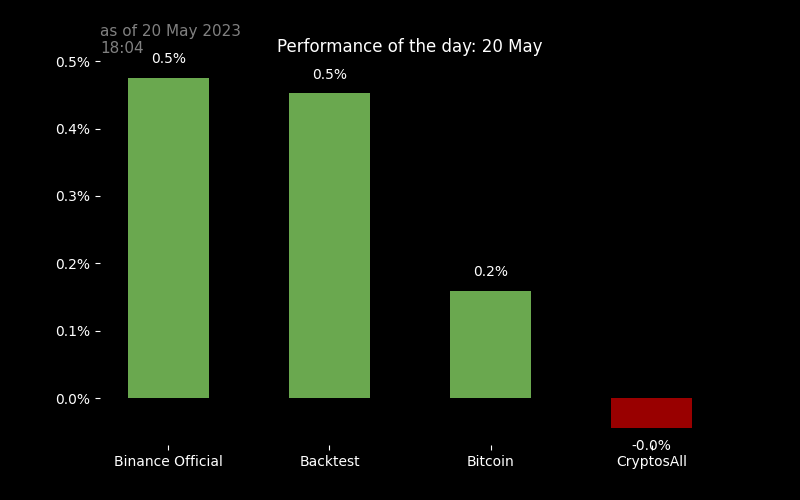 as of 20 May 2023
18:04
Performance of the day: 20 May
0.5%
0.4%
0.3%
0.2%
0.1%
0.0%
0.5%
0.5%
0.2%
-0.0%
Binance Official
Backtest
Bitcoin
CryptosAll